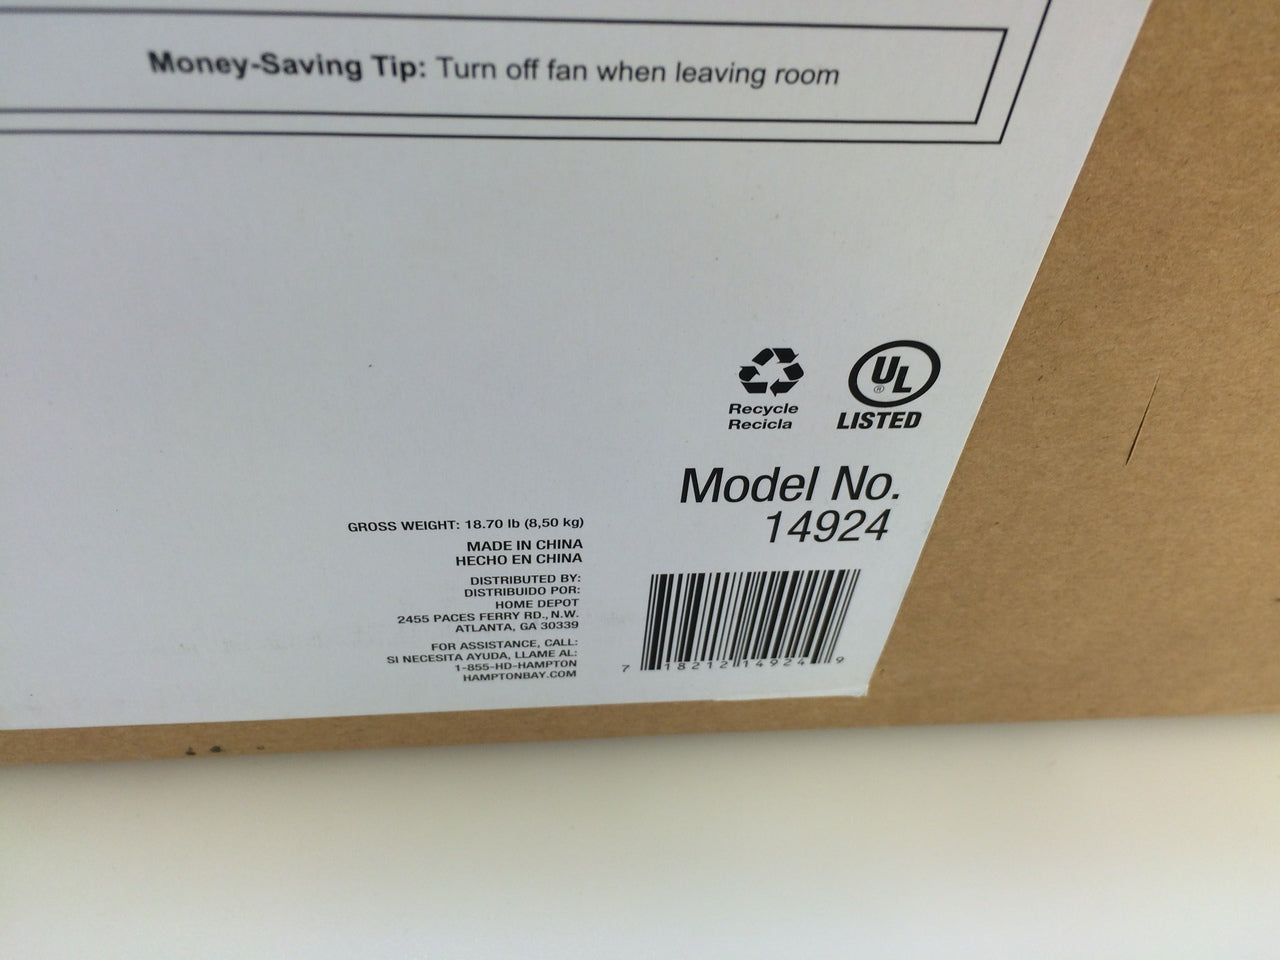 Money-Saving Tip: Turn off fan when leaving room
Recycle
Recicla
UL
®
LISTED
Model No.
14924
GROSS WEIGHT: 18.70 lb (8,50 kg)
MADE IN CHINA
HECHO EN CHINA
DISTRIBUTED BY:
DISTRIBUIDO POR:
HOME DEPOT
2455 PACES FERRY RD., N.W.
ATLANTA, GA 30339
FOR ASSISTANCE, CALL:
SI NECESITA AYUDA, LLAME AL:
1-855-HD-HAMPTON
HAMPTONBAY.COM
7 18212 14924 9